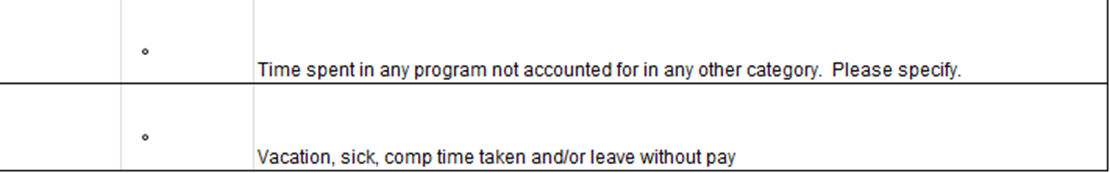 ° Time spent in any program not accounted for in any other category.  Please specify.
° Vacation, sick, comp time taken and/or leave without pay